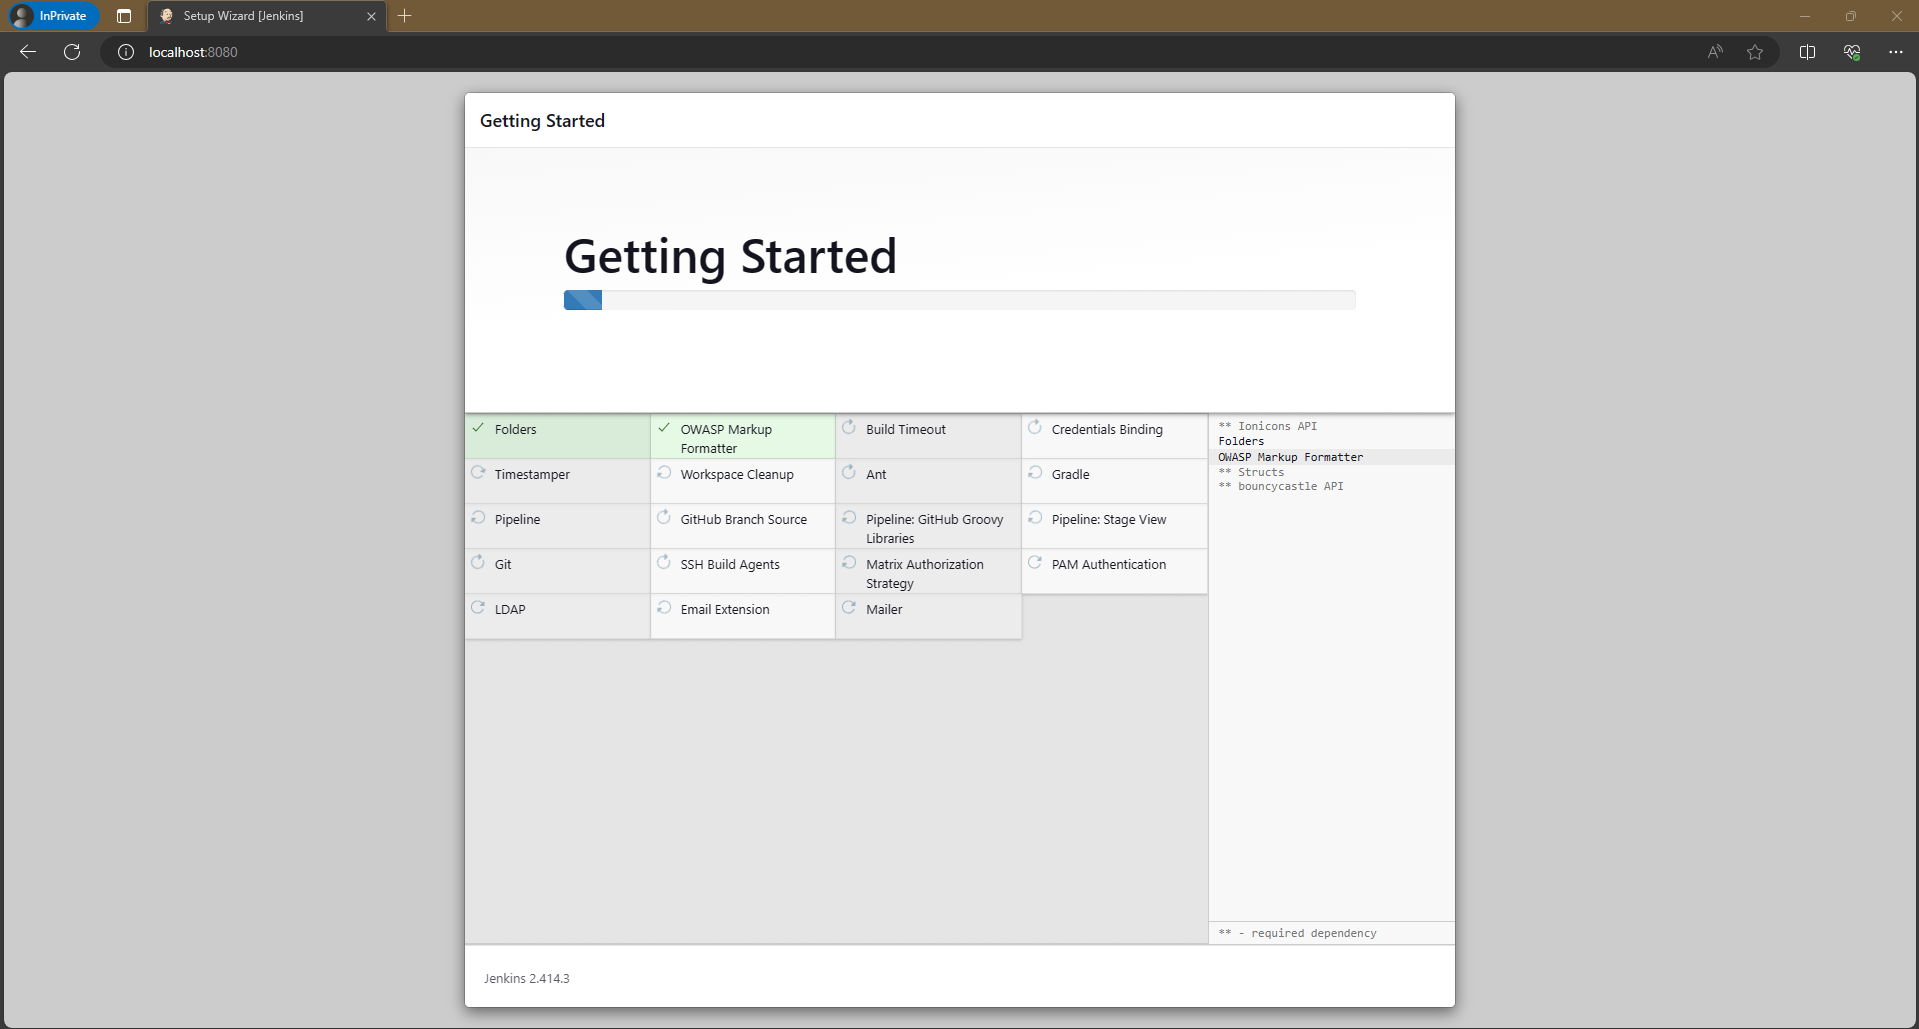 InPrivate
Setup Wizard [Jenkins]
localhost:8080
Getting Started
Getting Started
Folders
OWASP Markup
Formatter
Build Timeout
Credentials Binding
Timestamper
Workspace Cleanup
Ant
Gradle
Pipeline
GitHub Branch Source
Pipeline: GitHub Groovy
Libraries
Pipeline: Stage View
Git
SSH Build Agents
Matrix Authorization
Strategy
PAM Authentication
LDAP
Email Extension
Mailer
** Ionicons API
Folders
OWASP Markup Formatter
** Structs
** bouncycastle API
** - required dependency
Jenkins 2.414.3